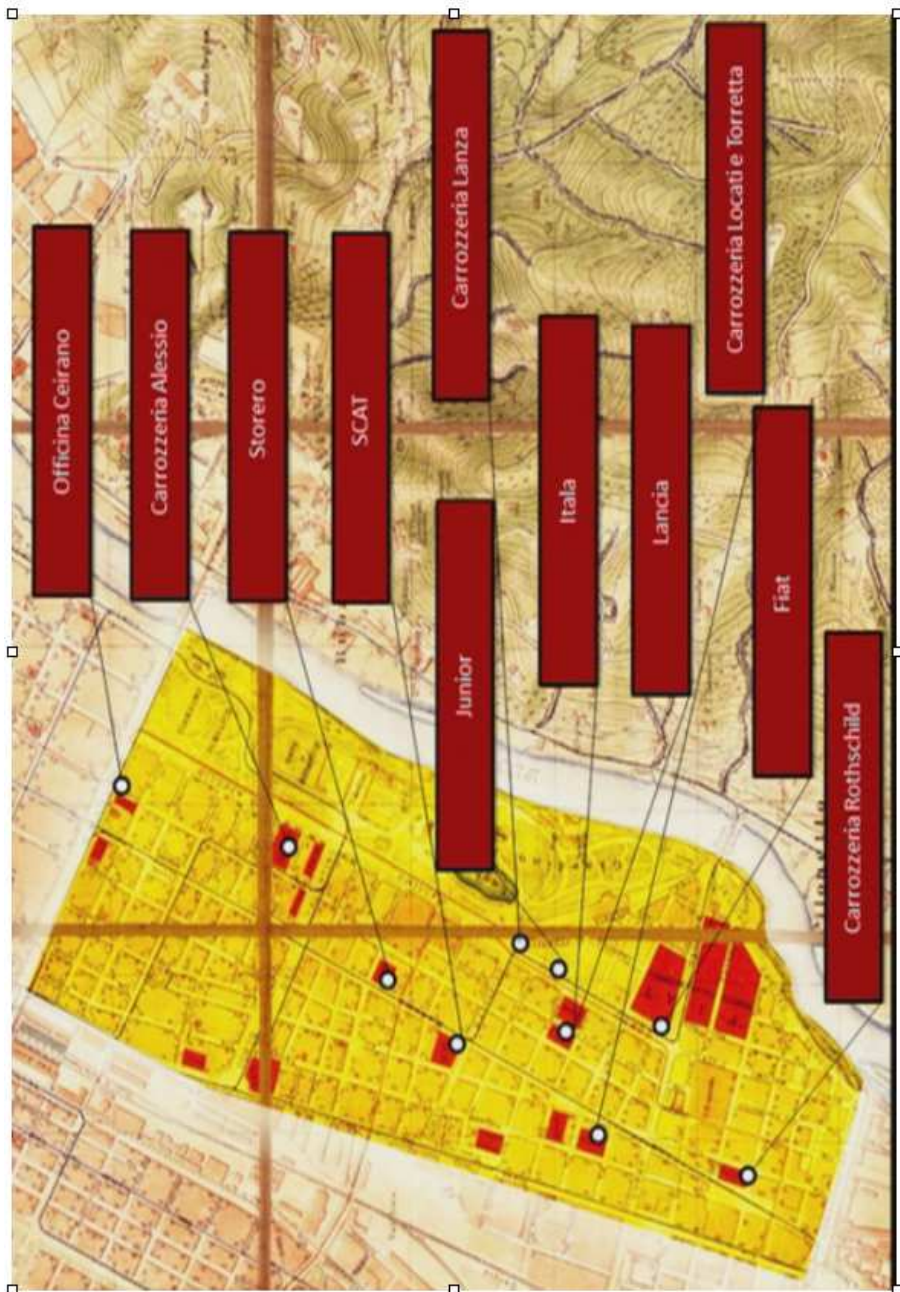 Officina Ceirano
Carrozzeria Alessio
Storero
SCAT
Carrozzeria Lanza
Junior
Itala
Lancia
Carrozzeria Locati e Torretta
Fiat
Carrozzeria Rothschild